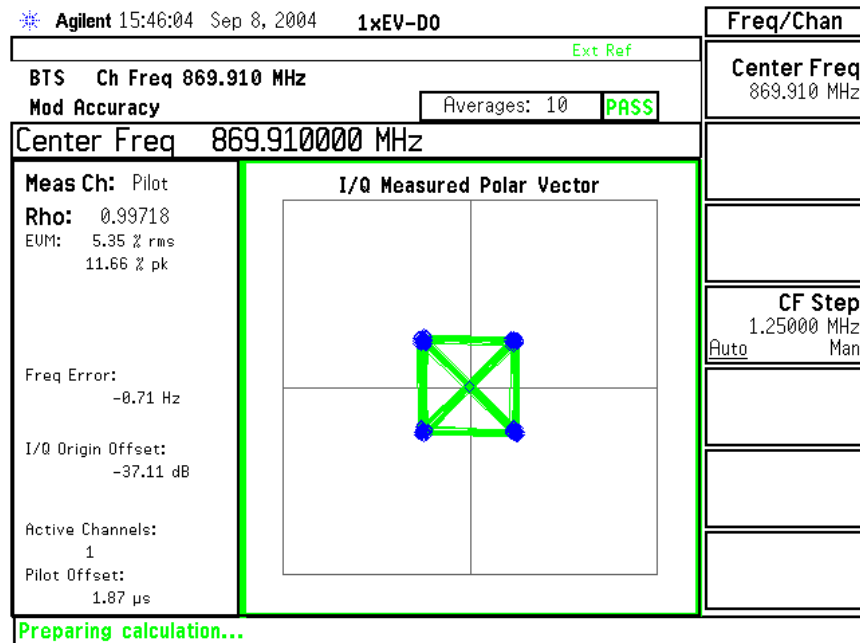 Agilent 15:46:04 Sep 8, 2004 1xEV-DO
Freq/Chan
Ext Ref
BTS Ch Freq 869.910 MHz
Mod Accuracy
Averages: 10 PASS
Center Freq 869.910000 MHz
Meas Ch: Pilot
Rho: 0.99718
EVM: 5.35 % rms
11.66 % pk
Freq Error:
-0.71 Hz
I/Q Origin Offset:
-37.11 dB
Active Channels:
1
Pilot Offset:
1.87 µs
I/Q Measured Polar Vector
Center Freq
869.910 MHz
CF Step
1.25000 MHz
Auto Man
Preparing calculation...